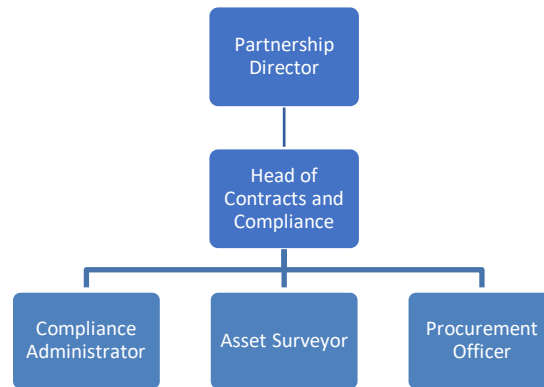 Partnership
Director
Head of
Contracts and
Compliance
Compliance
Administrator
Asset Surveyor
Procurement
Officer